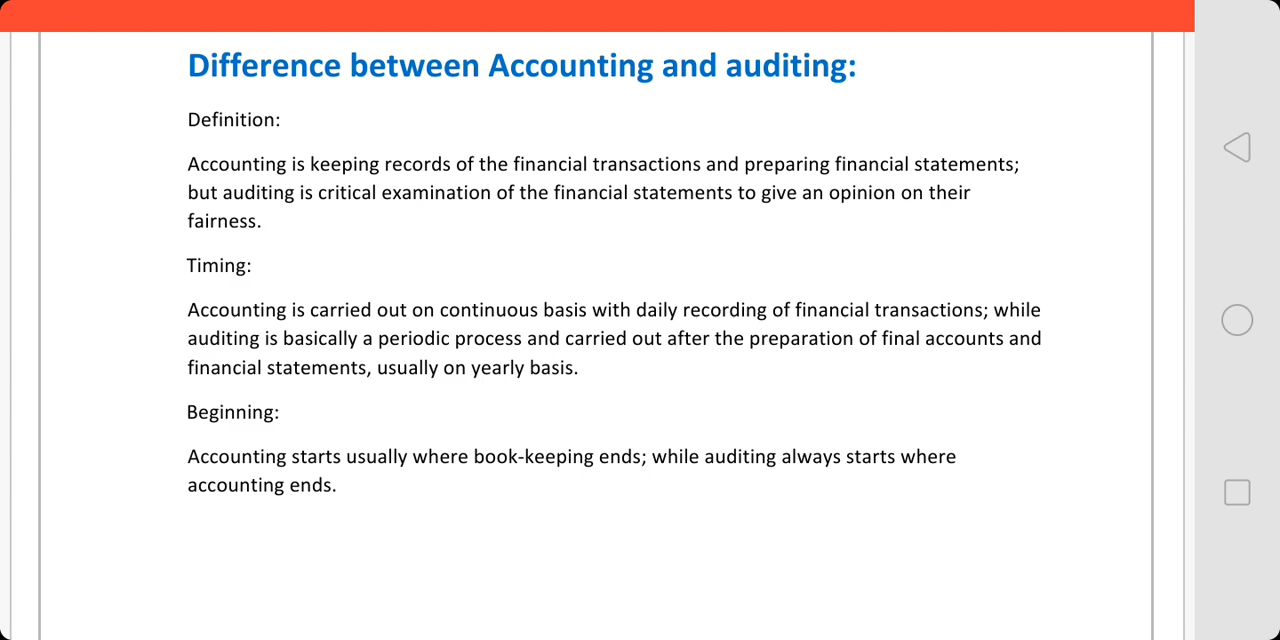 Difference between Accounting and auditing:
Definition:
Accounting is keeping records of the financial transactions and preparing financial statements;
but auditing is critical examination of the financial statements to give an opinion on their
fairness.
Timing:
Accounting is carried out on continuous basis with daily recording of financial transactions; while
auditing is basically a periodic process and carried out after the preparation of final accounts and
financial statements, usually on yearly basis.
Beginning:
Accounting starts usually where book-keeping ends; while auditing always starts where
accounting ends.